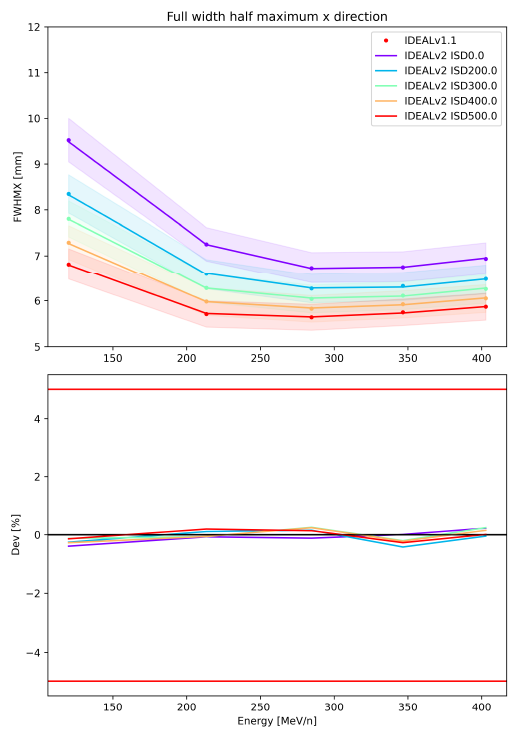 Full width half maximum x direction
12
11
10
9
8
7
6
5
FWHMX [mm]
IDEALv1.1
IDEALv2 ISD0.0
IDEALv2 ISD200.0
IDEALv2 ISD300.0
IDEALv2 ISD400.0
IDEALv2 ISD500.0
150 200 250 300 350 400
4
2
0
−2
−4
Dev [%]
150 200 250 300 350 400
Energy [MeV/n]